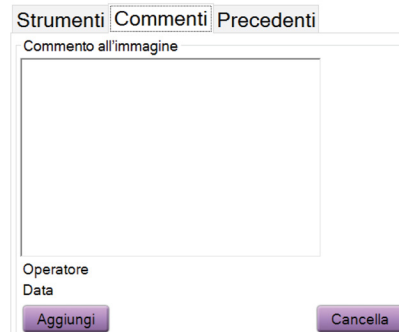 Strumenti Commenti Precedenti
Commento all'immagine
Operatore
Data
Aggiungi Cancella